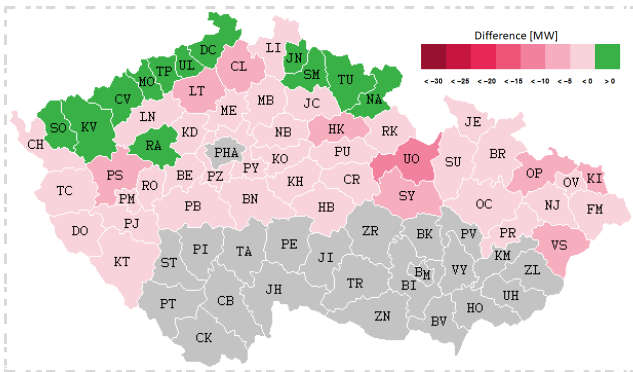 Difference [MW]
< -30 < -25 < -20 < -15 < -10 < -5 < 0 > 0
DC LI
TP UL JN
MO CL SM TU
CV LT NA
SO KV LN ME MB JC JE
CH RA KD PHA NB HK RK BR
PS BE PZ PY KO PU UO SU OP OV KI
TC PM RO KH CR SY NJ FM
DO PJ PB BN HB OC
KT ST PI TA PE JI ZR BK PV PR KM VS
PT CB JH TR BM BI VY ZL
CK ZN BV HO UH